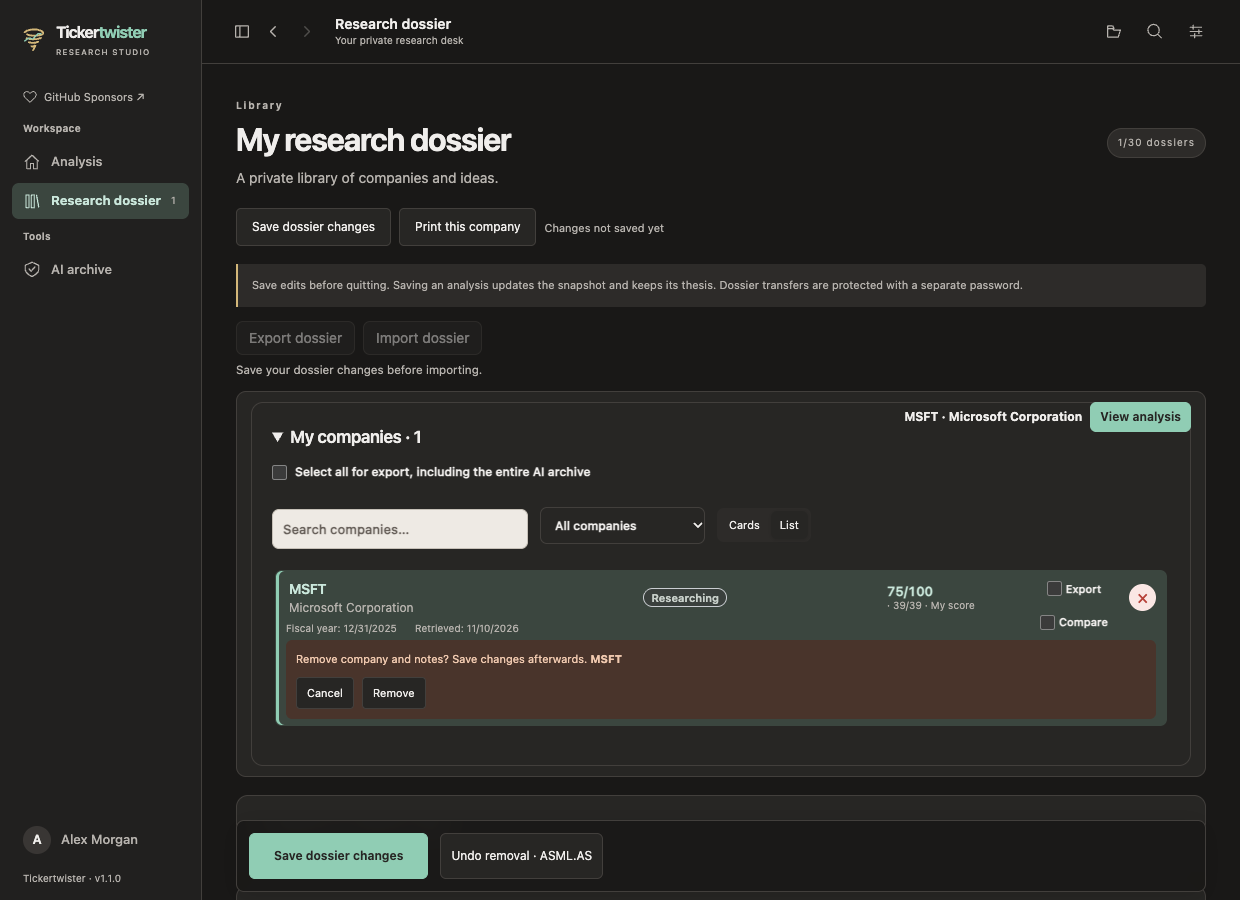 Tickertwister
RESEARCH STUDIO
GitHub Sponsors ↗
Workspace
Analysis
Research dossier 1
Tools
AI archive
A Alex Morgan
Tickertwister · v1.1.0
Research dossier
Your private research desk
Library
My research dossier
1/30 dossiers
A private library of companies and ideas.
Save dossier changes Print this company Changes not saved yet
Save edits before quitting. Saving an analysis updates the snapshot and keeps its thesis. Dossier transfers are protected with a separate password.
Export dossier Import dossier
Save your dossier changes before importing.
MSFT · Microsoft Corporation View analysis
▼ My companies · 1
Select all for export, including the entire AI archive
Search companies... All companies Cards List
MSFT
Microsoft Corporation
Fiscal year: 12/31/2025 Retrieved: 11/10/2026
Researching
75/100
· 39/39 · My score
Export
Compare
Remove company and notes? Save changes afterwards. MSFT
Cancel Remove
Save dossier changes Undo removal · ASML.AS